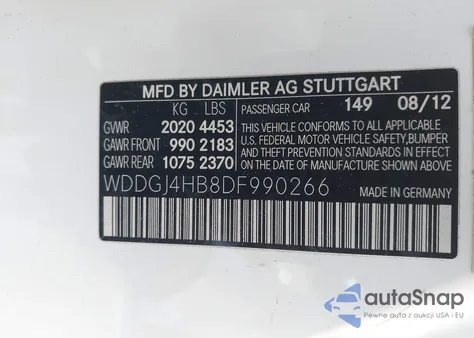 MFD BY DAIMLER AG STUTTGART
KG LBS PASSENGER CAR 149 08/12
GVWR 2020 4453
GAWR FRONT 990 2183
GAWR REAR 1075 2370
THIS VEHICLE CONFORMS TO ALL APPLICABLE
U.S. FEDERAL MOTOR VEHICLE SAFETY,BUMPER
AND THEFT PREVENTION STANDARDS IN EFFECT
ON THE DATE OF MANUFACTURE SHOWN ABOVE
WDDGJ4HB8DF990266 MADE IN GERMANY
autoSnap
Pewne auto z aukcji USA i EU